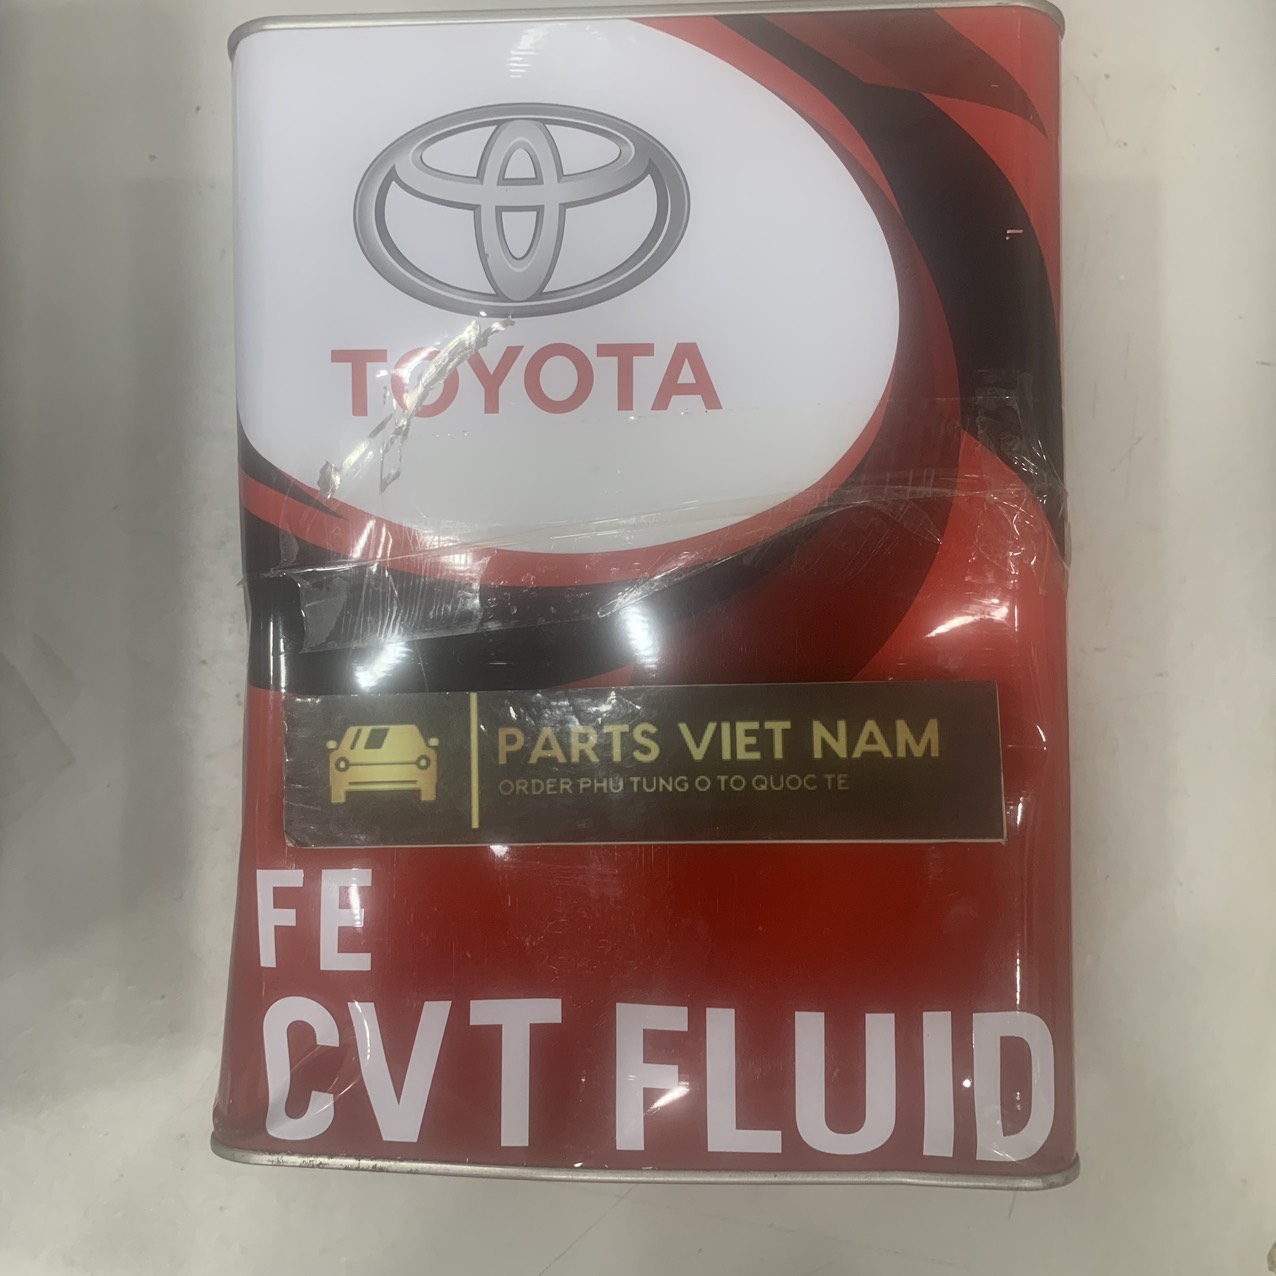 TOYOTA
PARTS VIET NAM
ORDER PHU TUNG O TO QUOC TE
FE
CVT FLUID